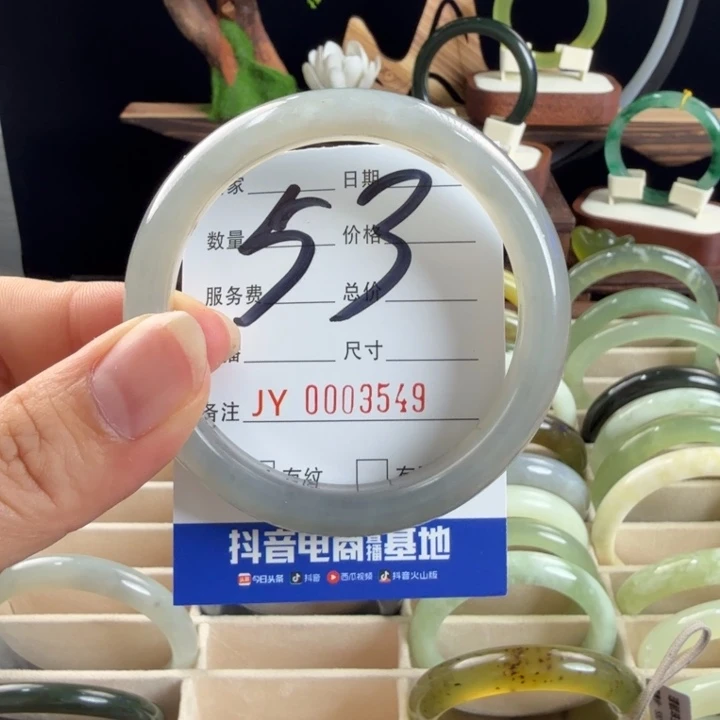 家 日期
53
数量 价格
服务费 总价
播 尺寸
备注 JY 0003549
有纹
抖音电商直播基地
今日头条 抖音 西瓜视频 抖音火山版